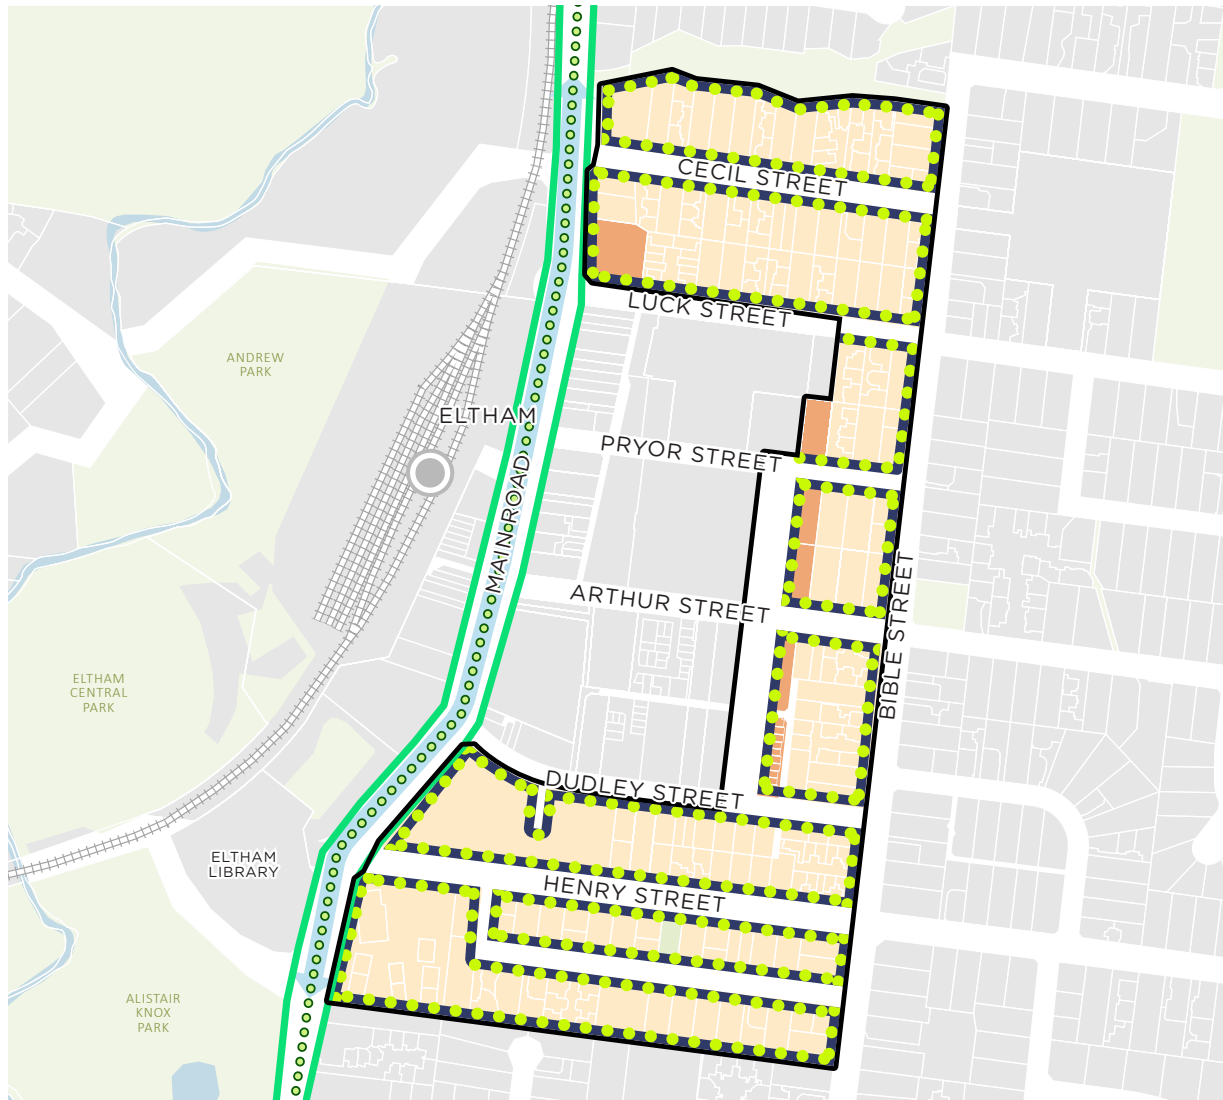 CECIL STREET
LUCK STREET
ANDREW
PARK
ELTHAM
PRYOR STREET
MAIN ROAD
ARTHUR STREET
BIBLE STREET
ELTHAM
CENTRAL
PARK
DUDLEY STREET
ELTHAM
LIBRARY
HENRY STREET
ALISTAIR
KNOX
PARK